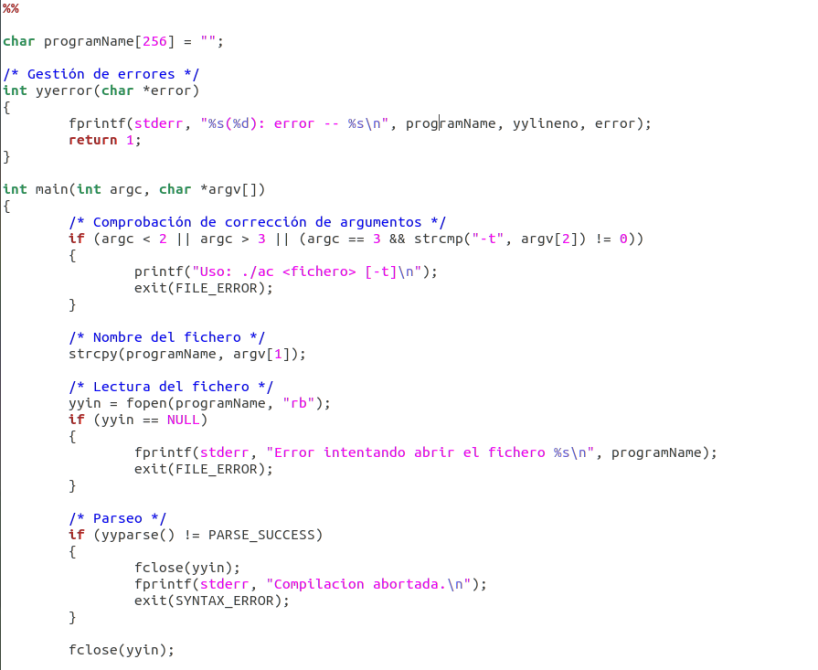 %%
char programName[256] = "";
/* Gestión de errores */
int yyerror(char *error)
{
fprintf(stderr, "%s(%d): error -- %s\n", programName, yylineno, error);
return 1;
}
int main(int argc, char *argv[])
{
/* Comprobación de corrección de argumentos */
if (argc < 2 || argc > 3 || (argc == 3 && strcmp("-t", argv[2]) != 0))
{
printf("Uso: ./ac <fichero> [-t]\n");
exit(FILE_ERROR);
}
/* Nombre del fichero */
strcpy(programName, argv[1]);
/* Lectura del fichero */
yyin = fopen(programName, "rb");
if (yyin == NULL)
{
fprintf(stderr, "Error intentando abrir el fichero %s\n", programName);
exit(FILE_ERROR);
}
/* Parseo */
if (yyparse() != PARSE_SUCCESS)
{
fclose(yyin);
fprintf(stderr, "Compilacion abortada.\n");
exit(SYNTAX_ERROR);
}
fclose(yyin);